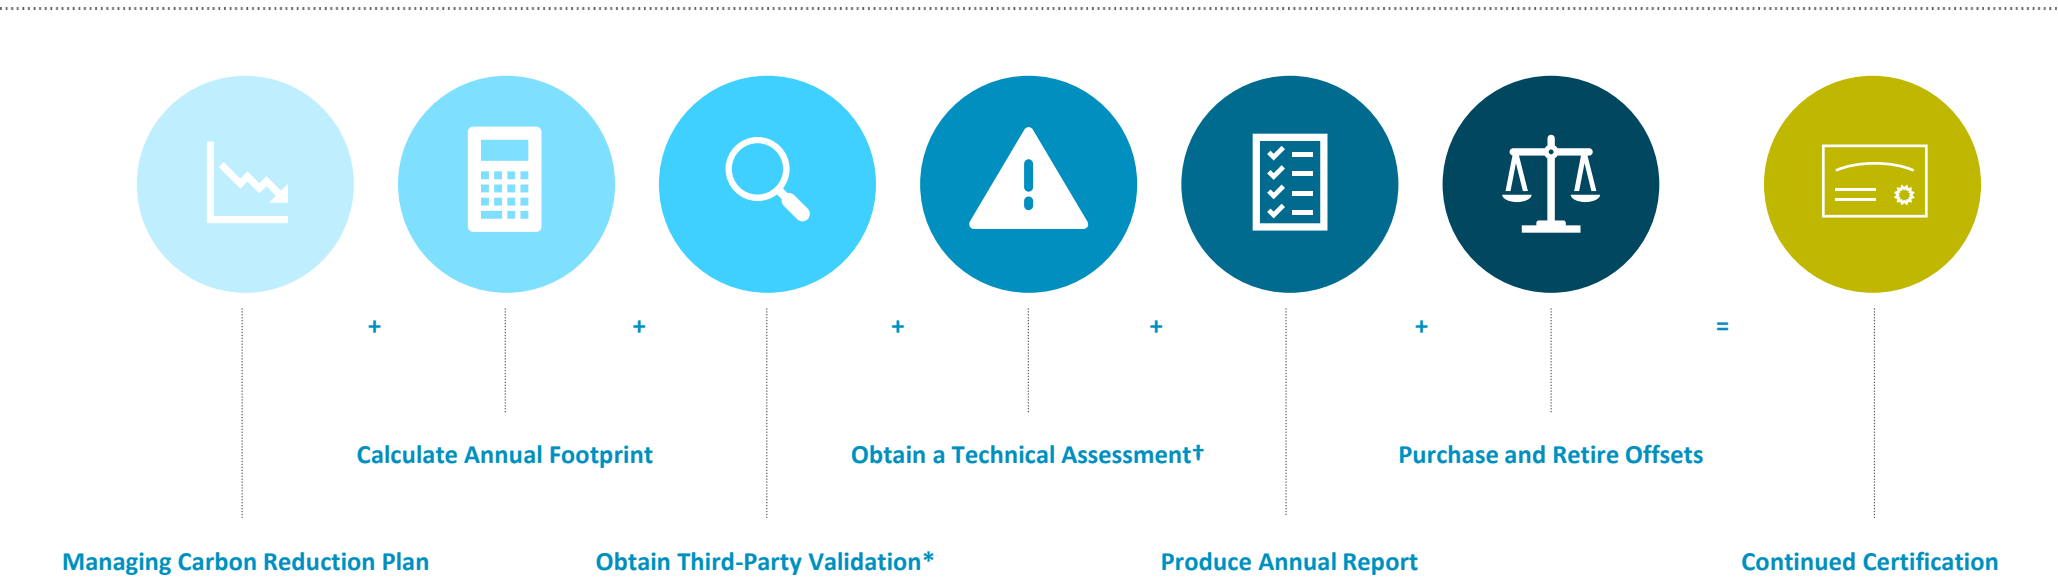 + + + + + =
Calculate Annual Footprint Obtain a Technical Assessment† Purchase and Retire Offsets
Managing Carbon Reduction Plan Obtain Third-Party Validation* Produce Annual Report Continued Certification